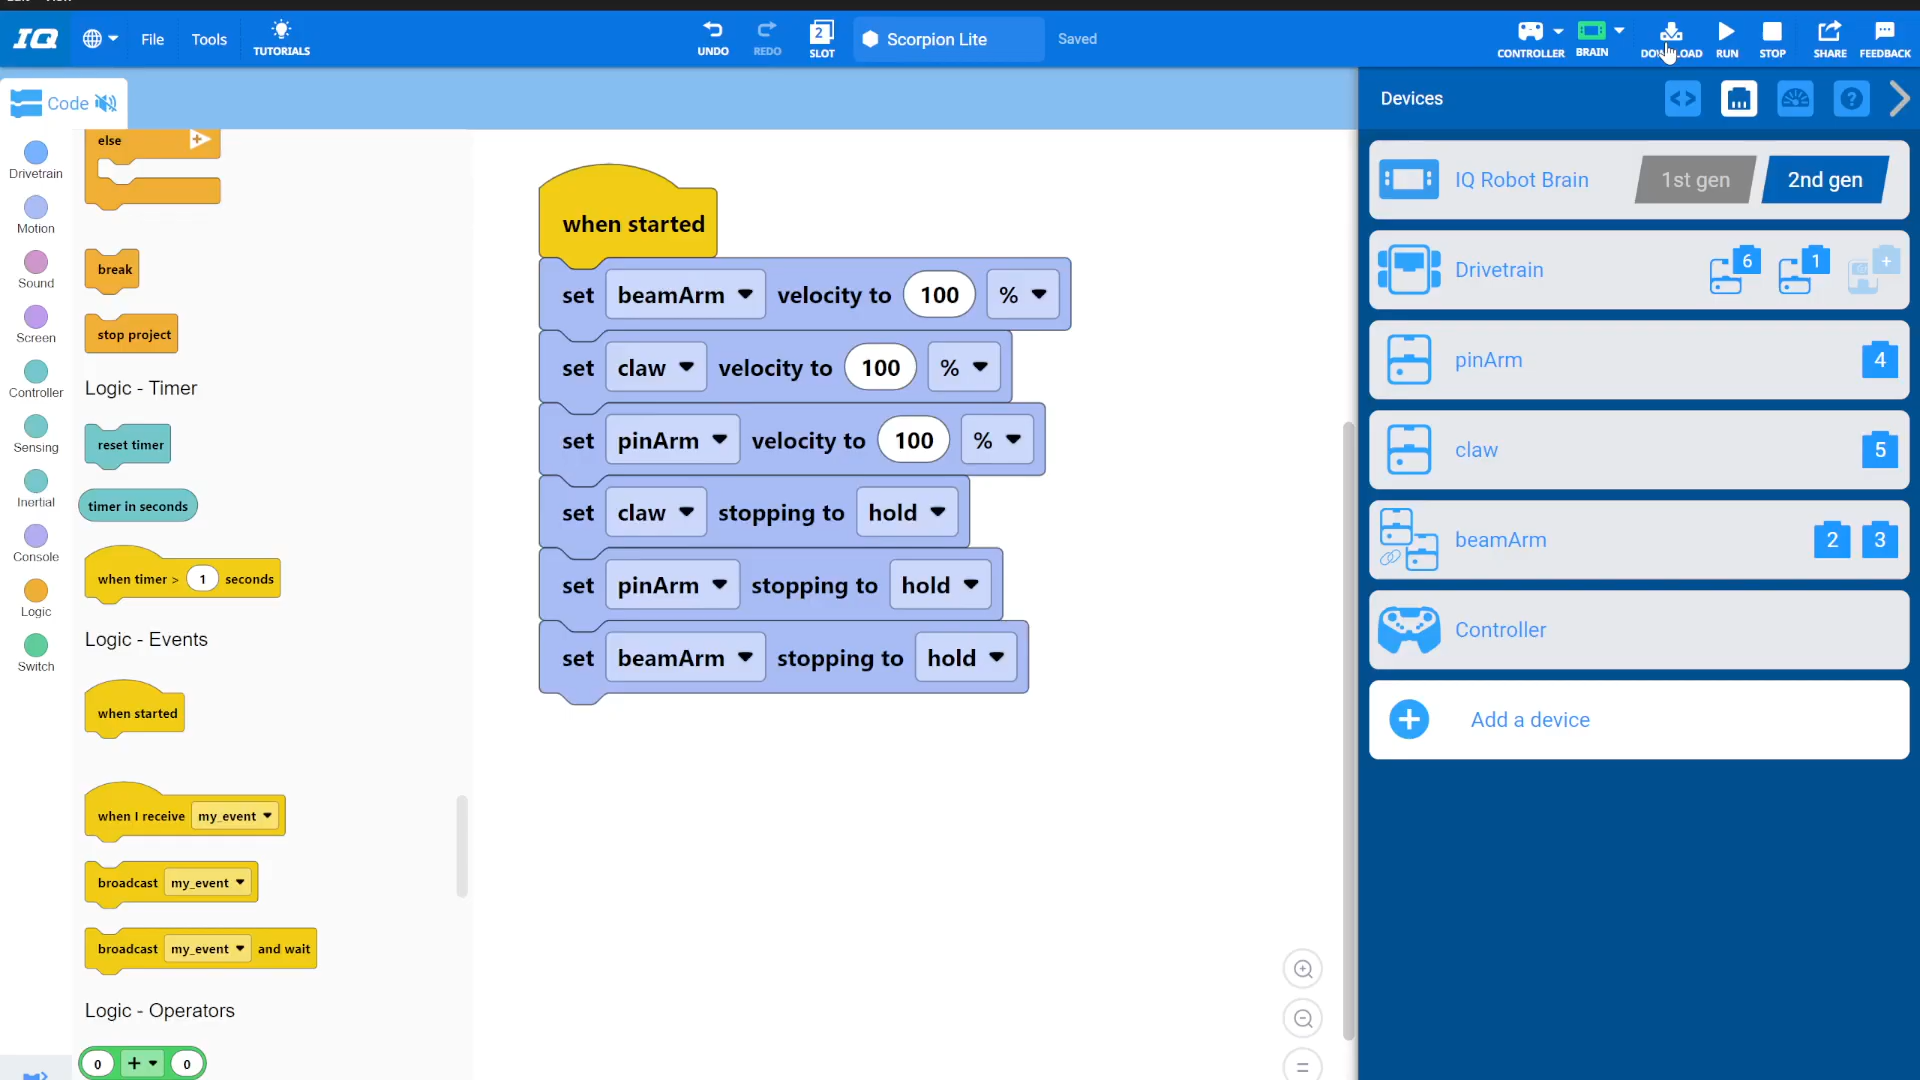 IQ
File
Tools
TUTORIALS
UNDO
REDO
2
SLOT
Scorpion Lite
Saved
CONTROLLER
BRAIN
DOWNLOAD
RUN
STOP
SHARE
FEEDBACK
Code
Devices
Drivetrain
Motion
Sound
Screen
Controller
Sensing
Inertial
Console
Logic
Switch
else
break
stop project
Logic - Timer
reset timer
timer in seconds
when timer > 1 seconds
Logic - Events
when started
when I receive my_event
broadcast my_event
broadcast my_event and wait
Logic - Operators
0 + 0
when started
set beamArm velocity to 100 %
set claw velocity to 100 %
set pinArm velocity to 100 %
set claw stopping to hold
set pinArm stopping to hold
set beamArm stopping to hold
IQ Robot Brain 1st gen 2nd gen
Drivetrain 6 1 +
pinArm 4
claw 5
beamArm 2 3
Controller
Add a device